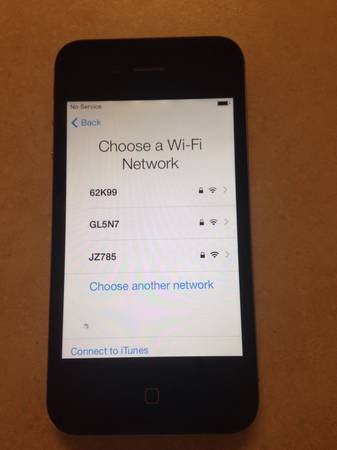 No Service
Back
Choose a Wi-Fi
Network
62K99
GL5N7
JZ785
Choose another network
Connect to iTunes